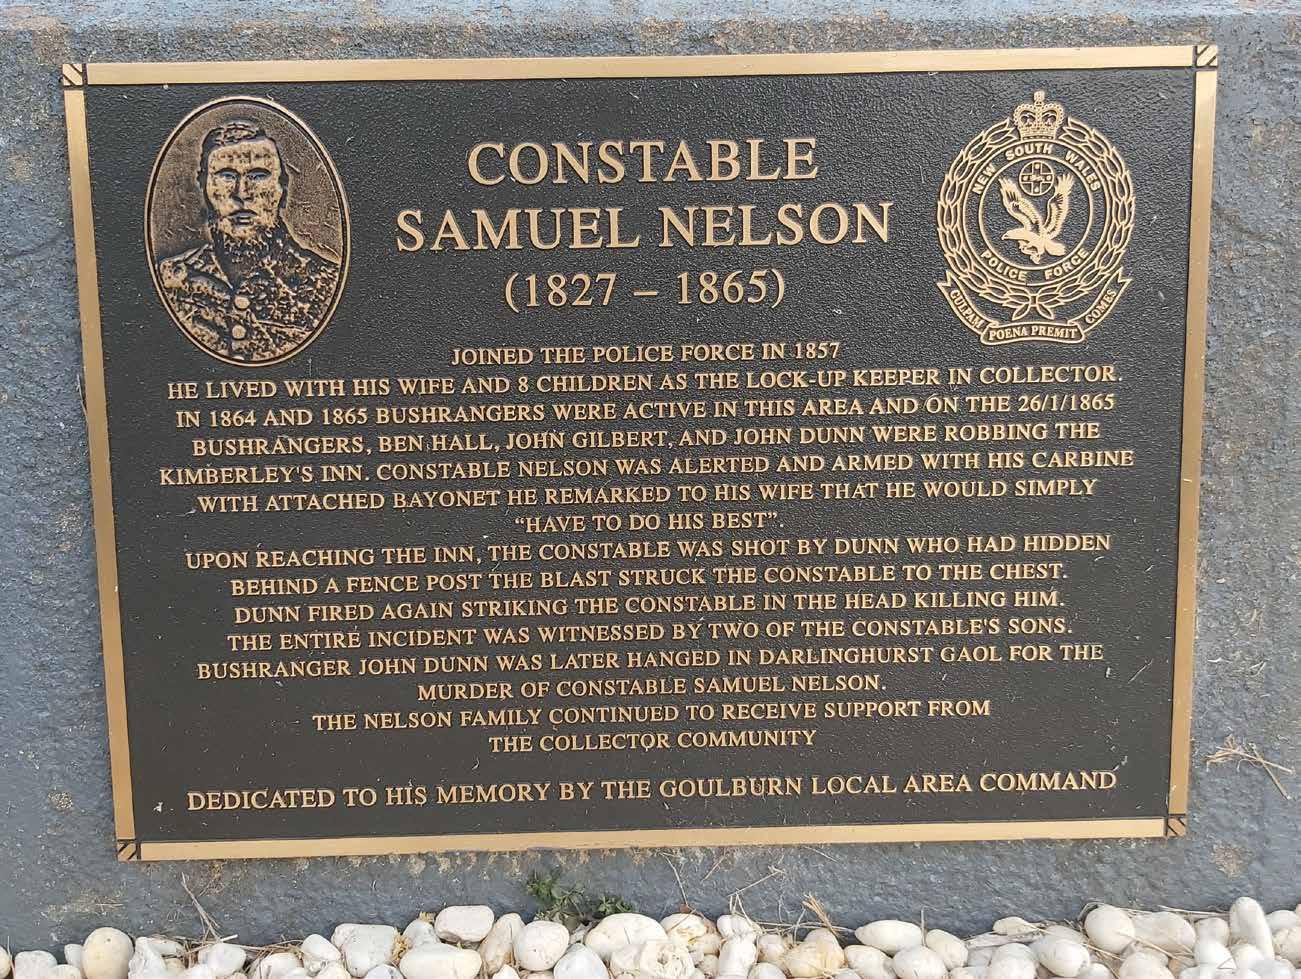 CONSTABLE
SAMUEL NELSON
(1827 – 1865)
NEW SOUTH WALES
POLICE FORCE
CULPAM POENA PREMIT COMES
JOINED THE POLICE FORCE IN 1857
HE LIVED WITH HIS WIFE AND 8 CHILDREN AS THE LOCK-UP KEEPER IN COLLECTOR.
IN 1864 AND 1865 BUSHRANGERS WERE ACTIVE IN THIS AREA AND ON THE 26/1/1865
BUSHRANGERS, BEN HALL, JOHN GILBERT, AND JOHN DUNN WERE ROBBING THE
KIMBERLEY'S INN. CONSTABLE NELSON WAS ALERTED AND ARMED WITH HIS CARBINE
WITH ATTACHED BAYONET HE REMARKED TO HIS WIFE THAT HE WOULD SIMPLY
“HAVE TO DO HIS BEST”.
UPON REACHING THE INN, THE CONSTABLE WAS SHOT BY DUNN WHO HAD HIDDEN
BEHIND A FENCE POST THE BLAST STRUCK THE CONSTABLE TO THE CHEST.
DUNN FIRED AGAIN STRIKING THE CONSTABLE IN THE HEAD KILLING HIM.
THE ENTIRE INCIDENT WAS WITNESSED BY TWO OF THE CONSTABLE'S SONS.
BUSHRANGER JOHN DUNN WAS LATER HANGED IN DARLINGHURST GAOL FOR THE
MURDER OF CONSTABLE SAMUEL NELSON.
THE NELSON FAMILY CONTINUED TO RECEIVE SUPPORT FROM
THE COLLECTOR COMMUNITY
DEDICATED TO HIS MEMORY BY THE GOULBURN LOCAL AREA COMMAND